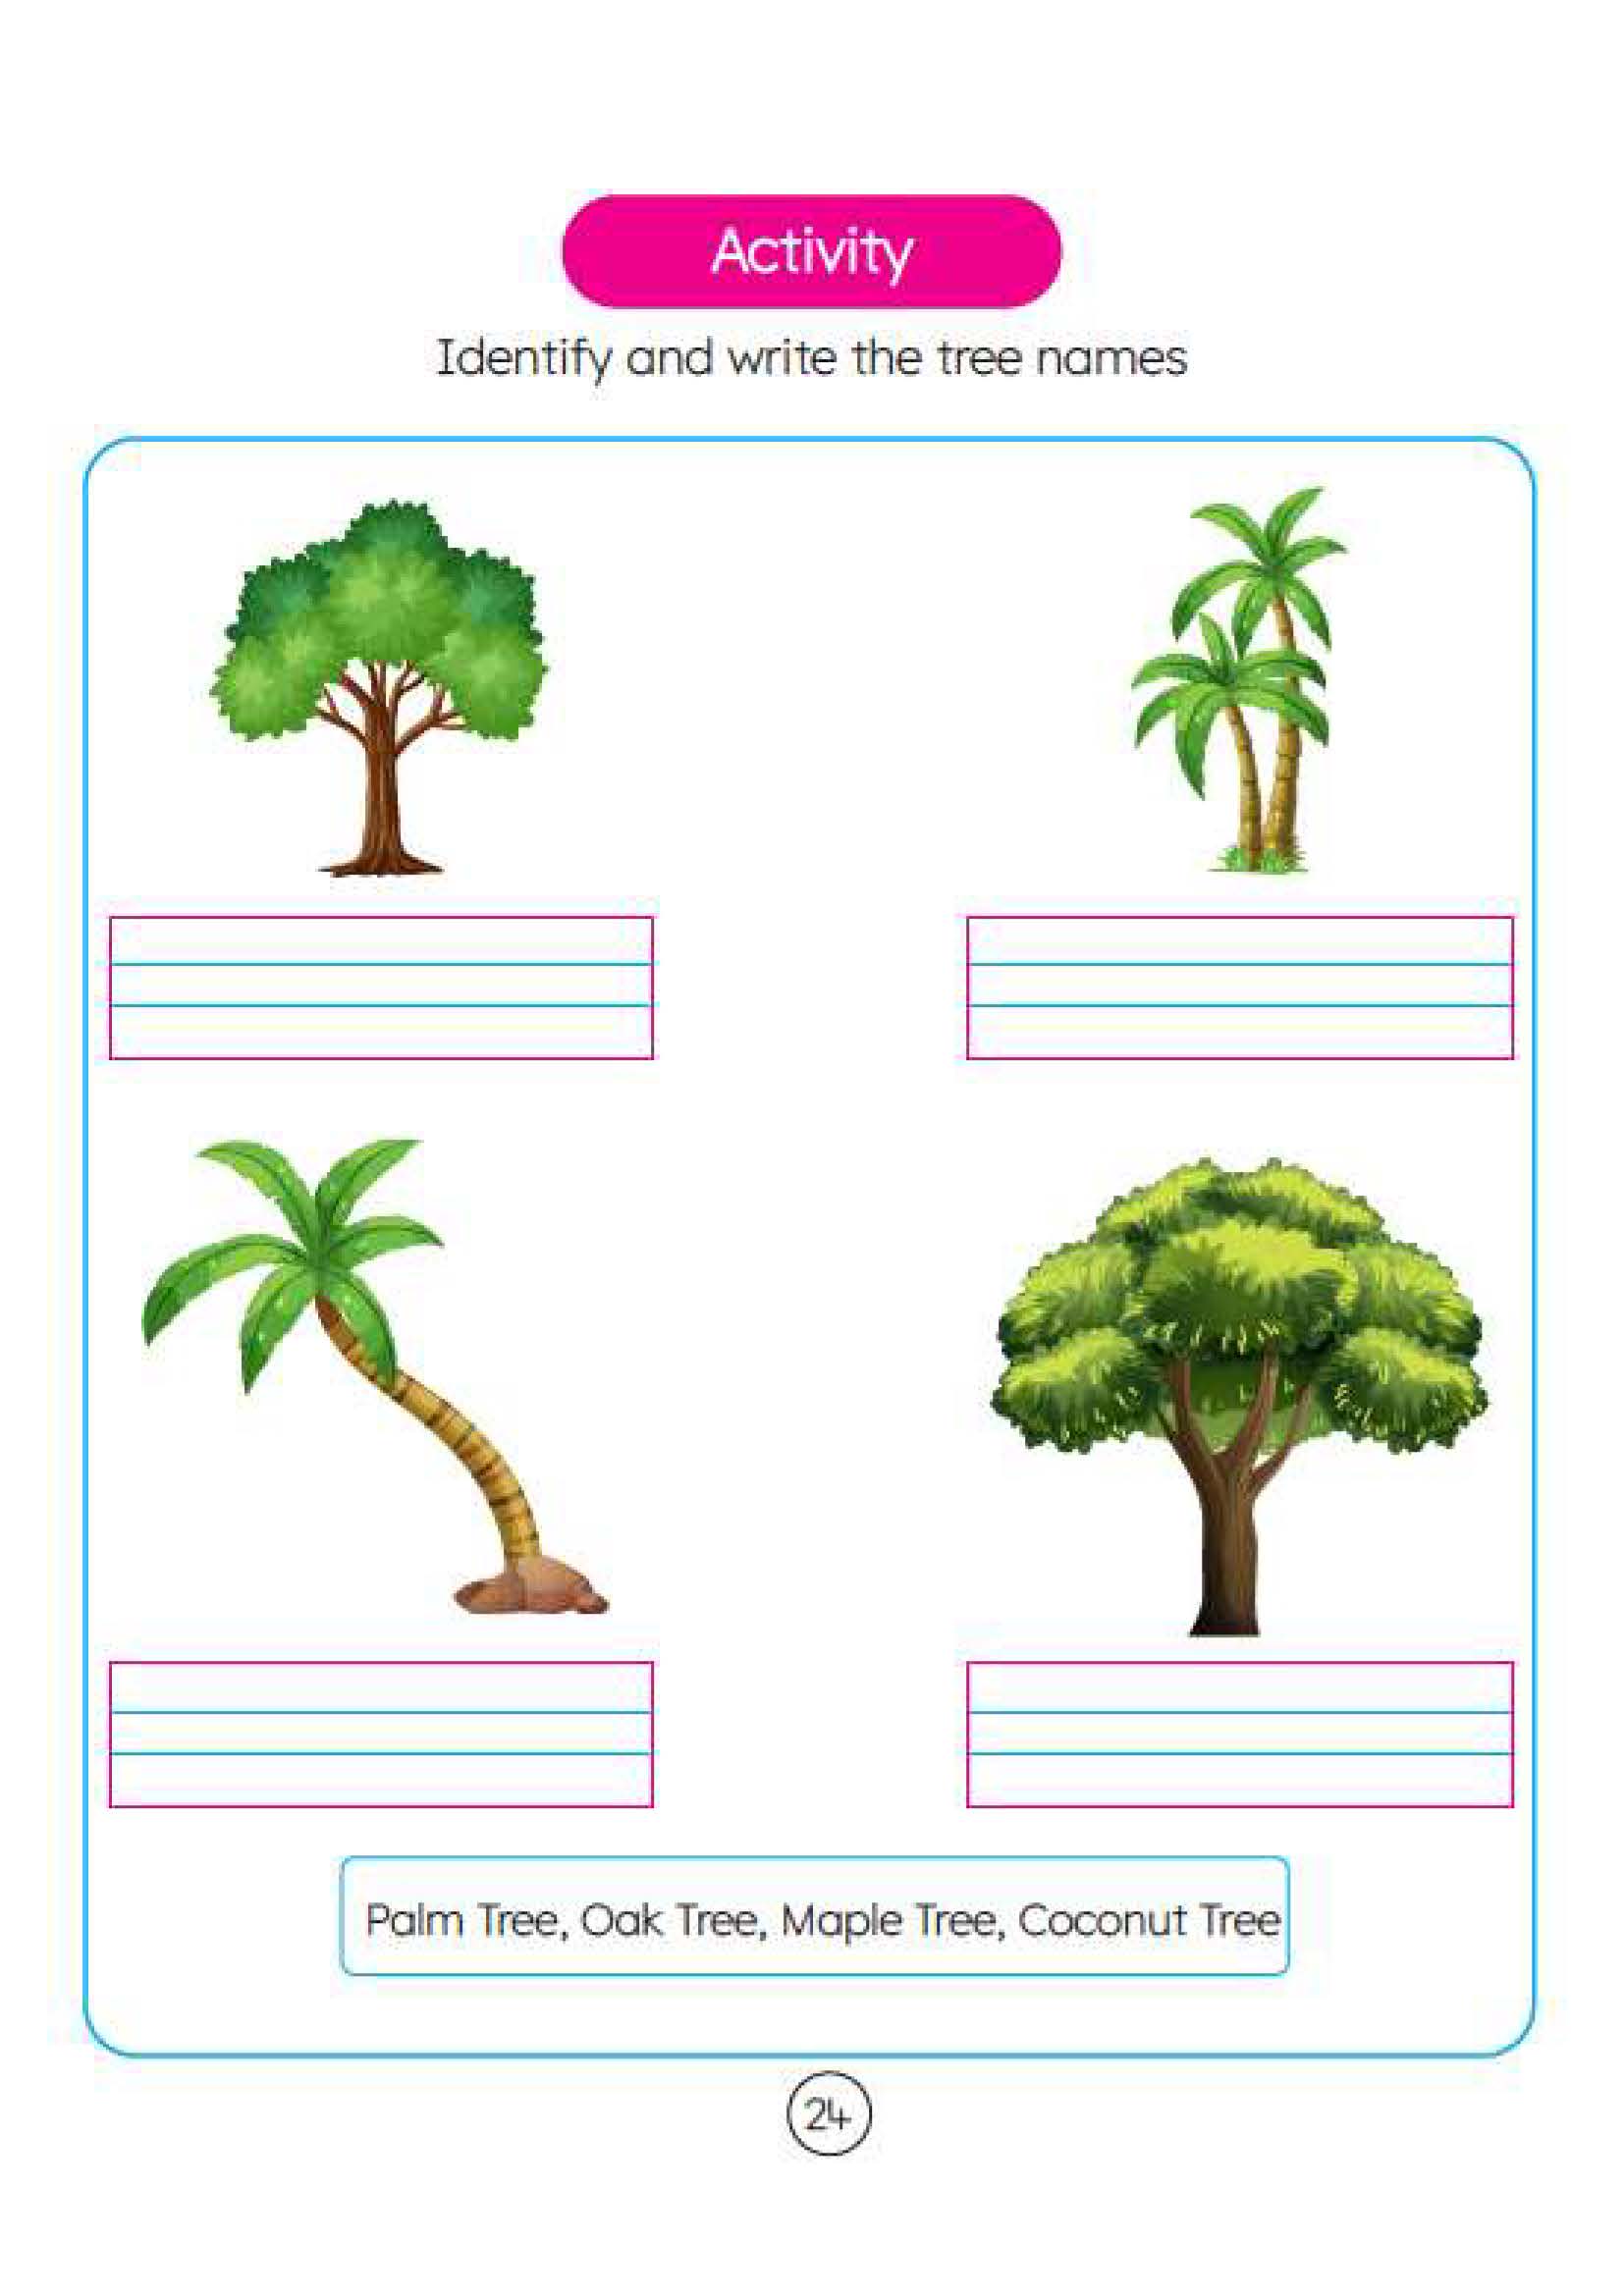 Activity
Identify and write the tree names
Palm Tree, Oak Tree, Maple Tree, Coconut Tree
24